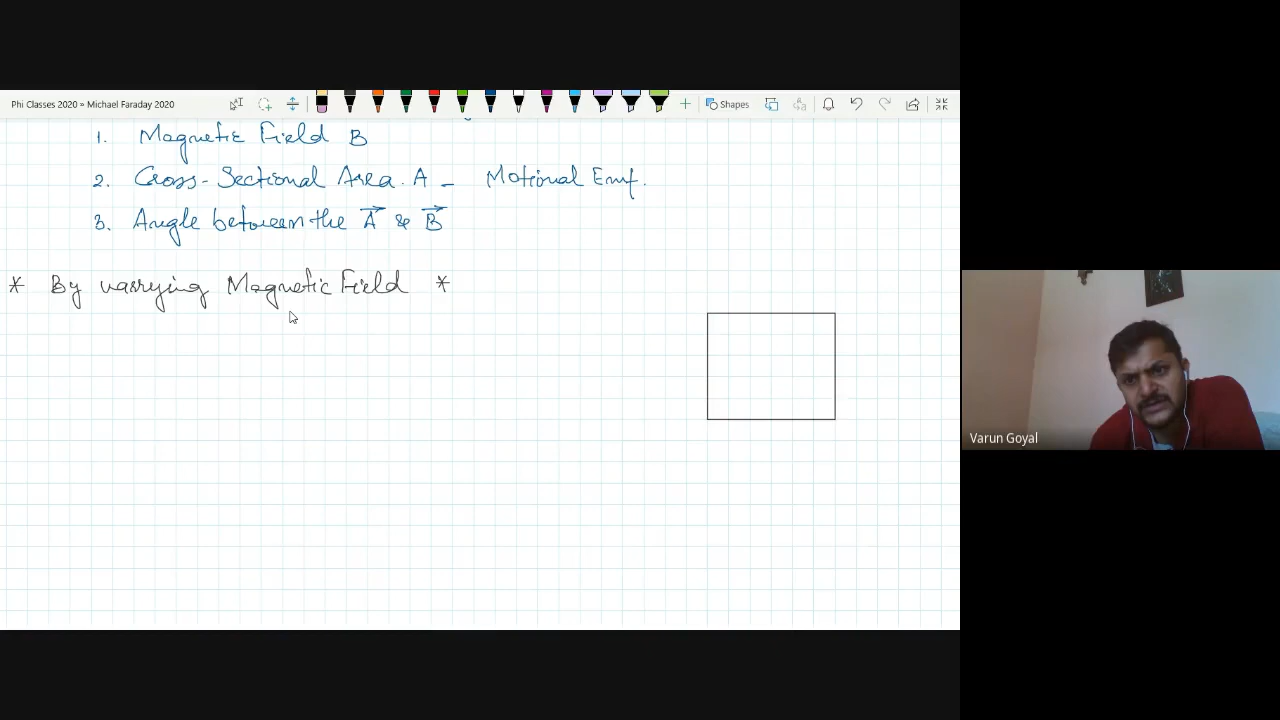 Phi Classes 2020 » Michael Faraday 2020
Shapes
1. Magnetic Field B
2. Cross-Sectional Area. A - Motional Emf.
3. Angle between the A & B
* By varrying Magnetic Field *
Varun Goyal